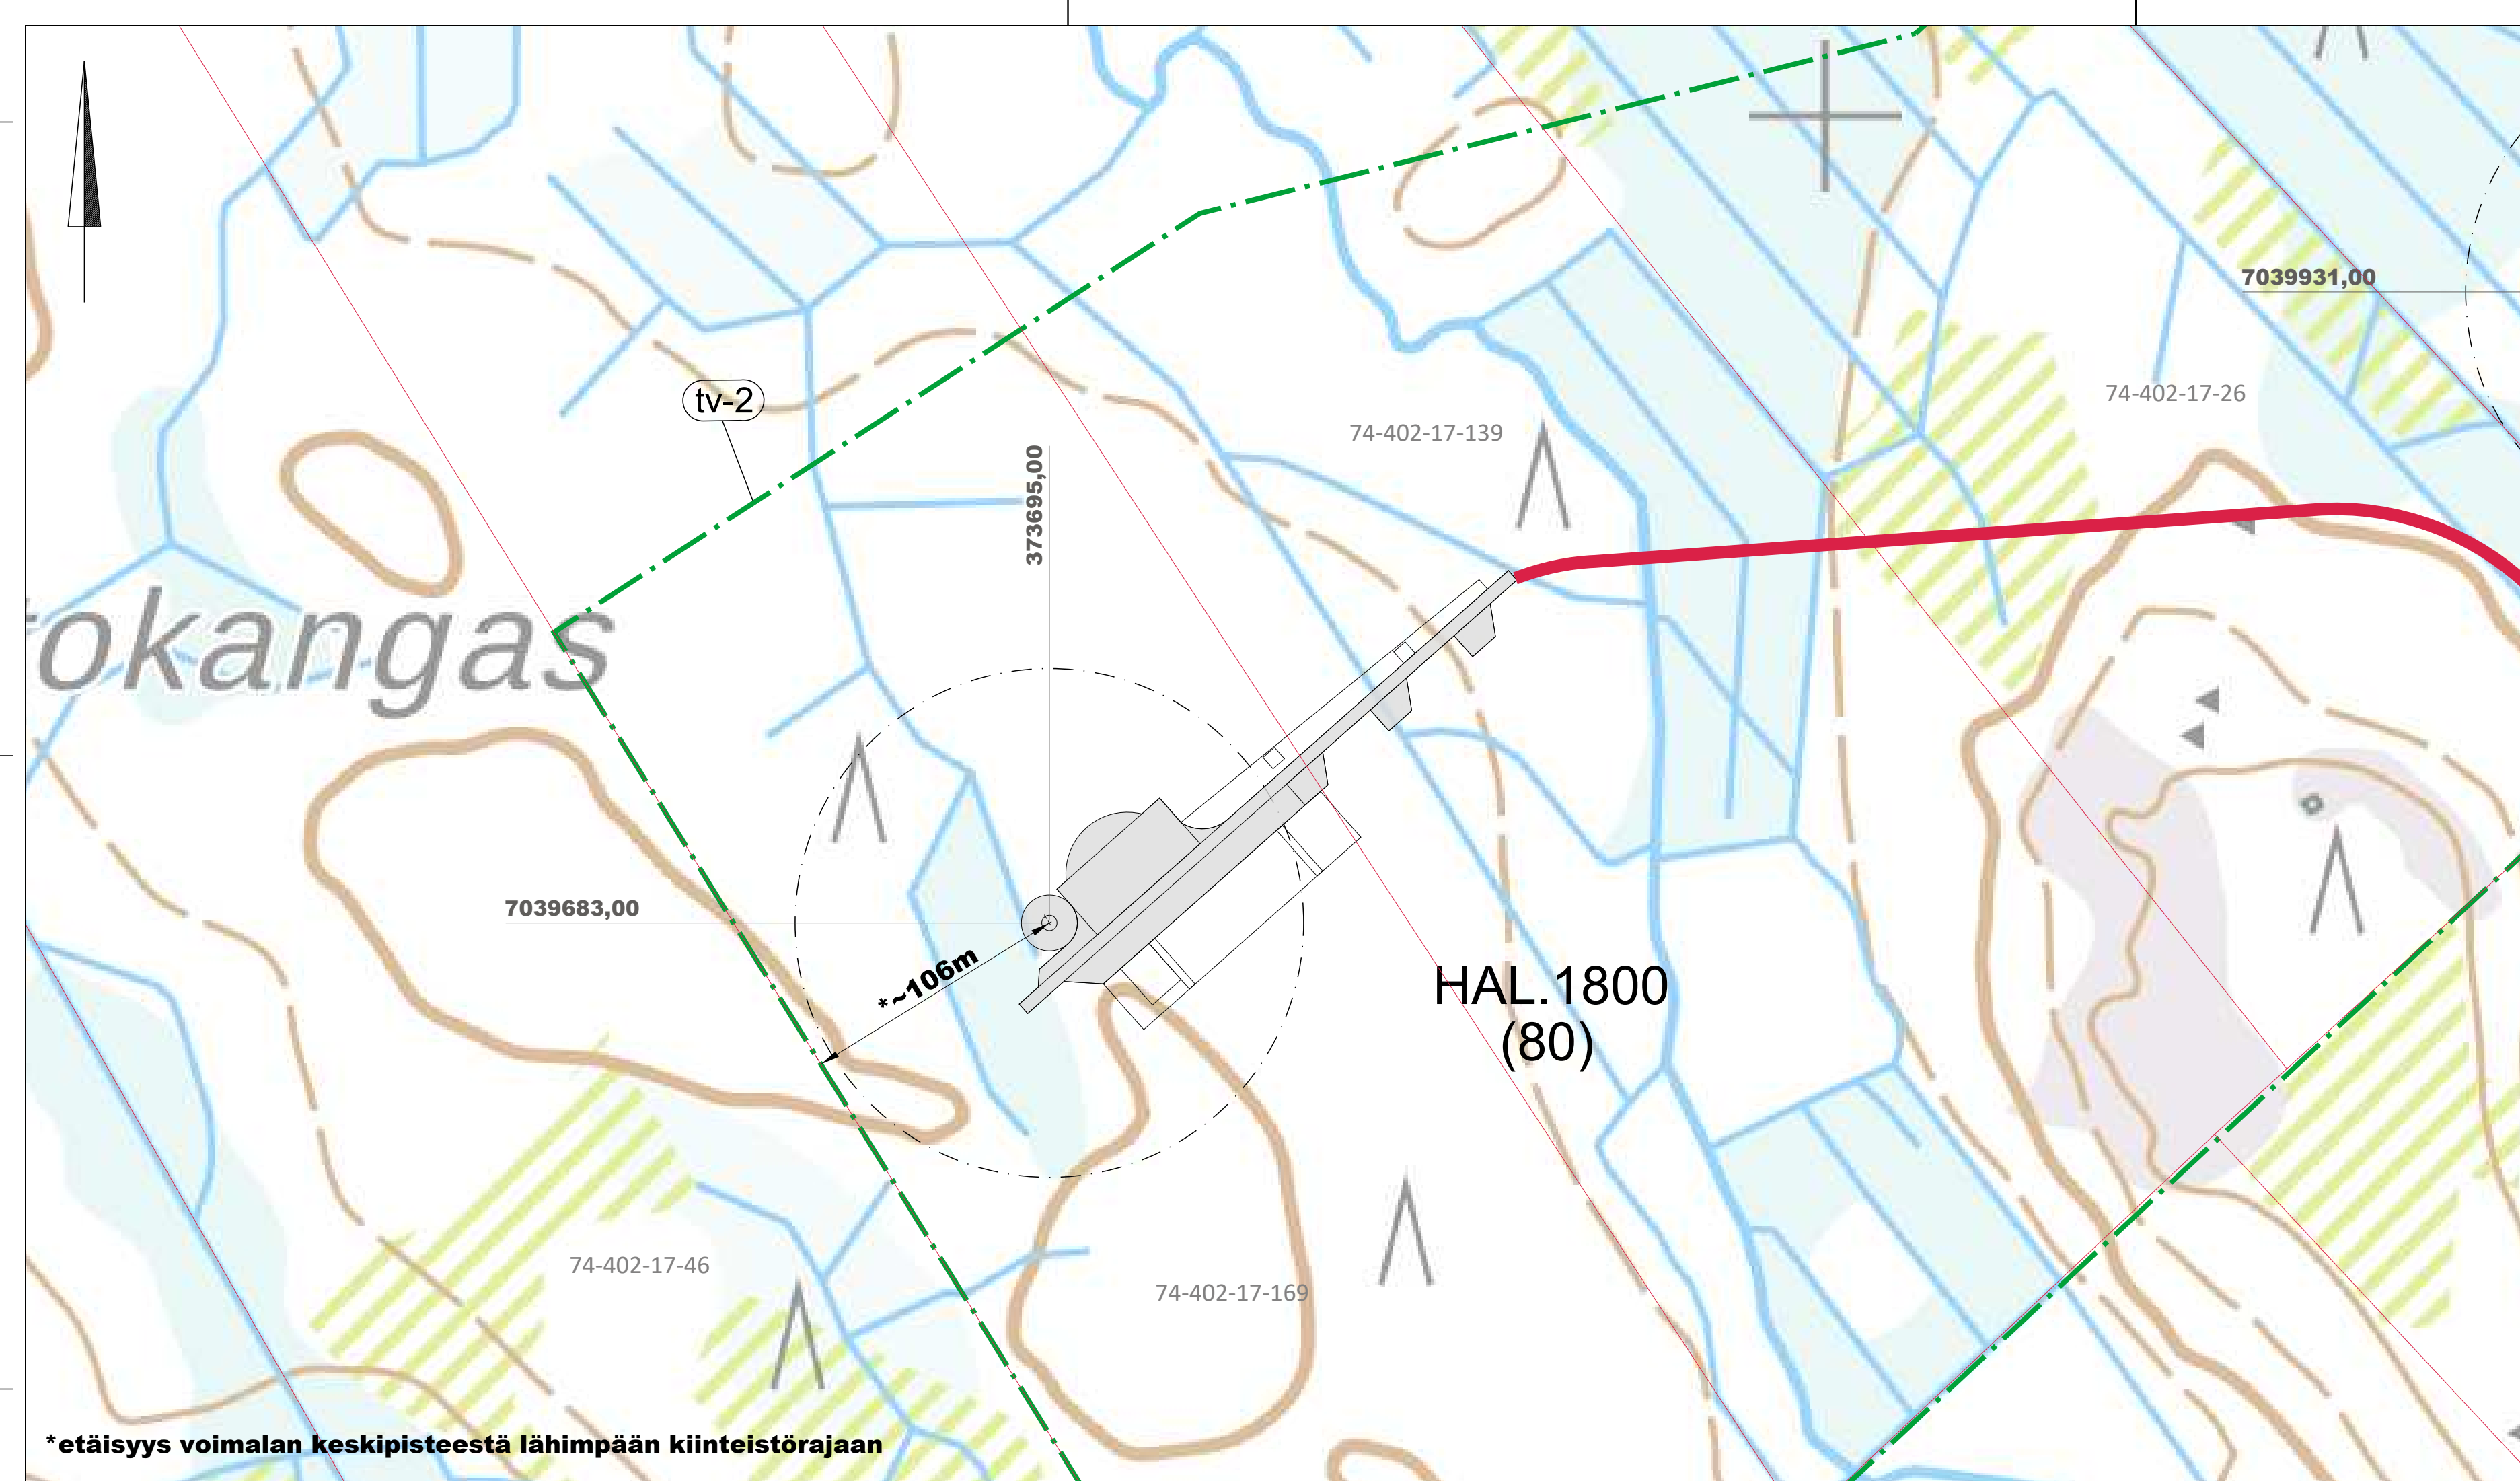 7039931,00
tv-2
74-402-17-26
74-402-17-139
373695,00
okangas
7039683,00
*~106m
HAL.1800
(80)
74-402-17-46
74-402-17-169
*etäisyys voimalan keskipisteestä lähimpään kiinteistörajaan